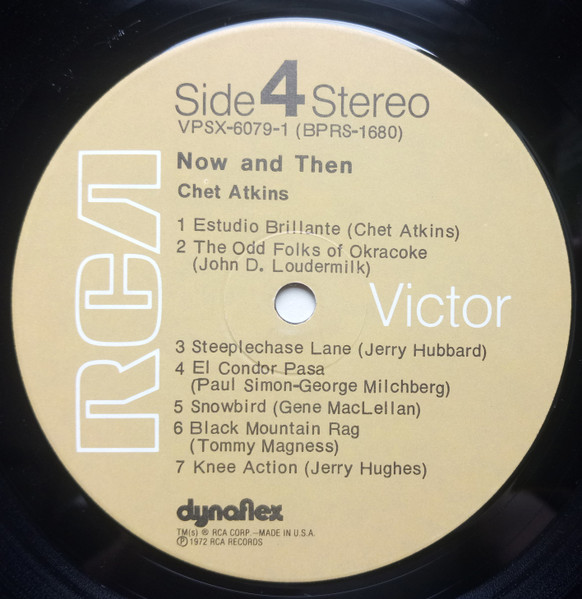 Side 4 Stereo
VPSX-6079-1 (BPRS-1680)
Now and Then
Chet Atkins
1 Estudio Brillante (Chet Atkins)
2 The Odd Folks of Okracoke
(John D. Loudermilk)
RCA
Victor
3 Steeplechase Lane (Jerry Hubbard)
4 El Condor Pasa
(Paul Simon-George Milchberg)
5 Snowbird (Gene MacLellan)
6 Black Mountain Rag
(Tommy Magness)
7 Knee Action (Jerry Hughes)
dynaflex
TM(s) ® RCA CORP.—MADE IN U.S.A.
Ⓟ 1972 RCA RECORDS